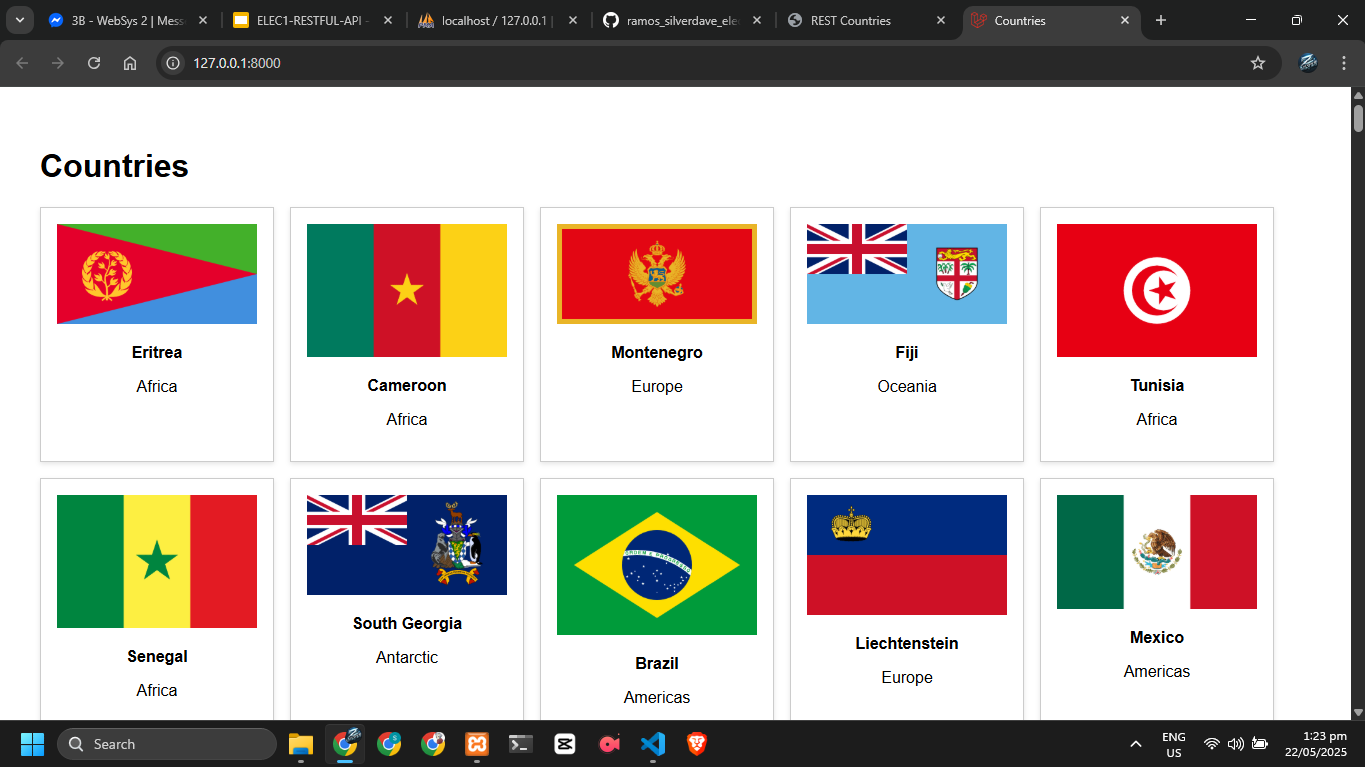 3B - WebSys 2 | Mess
ELEC1-RESTFUL-API -
localhost / 127.0.0.1 |
ramos_silverdave_ele
REST Countries
Countries
127.0.0.1:8000
Countries
Eritrea
Africa
Cameroon
Africa
Montenegro
Europe
Fiji
Oceania
Tunisia
Africa
Senegal
Africa
South Georgia
Antarctic
Brazil
Americas
Liechtenstein
Europe
Mexico
Americas
Search
ENG
US
1:23 pm
22/05/2025